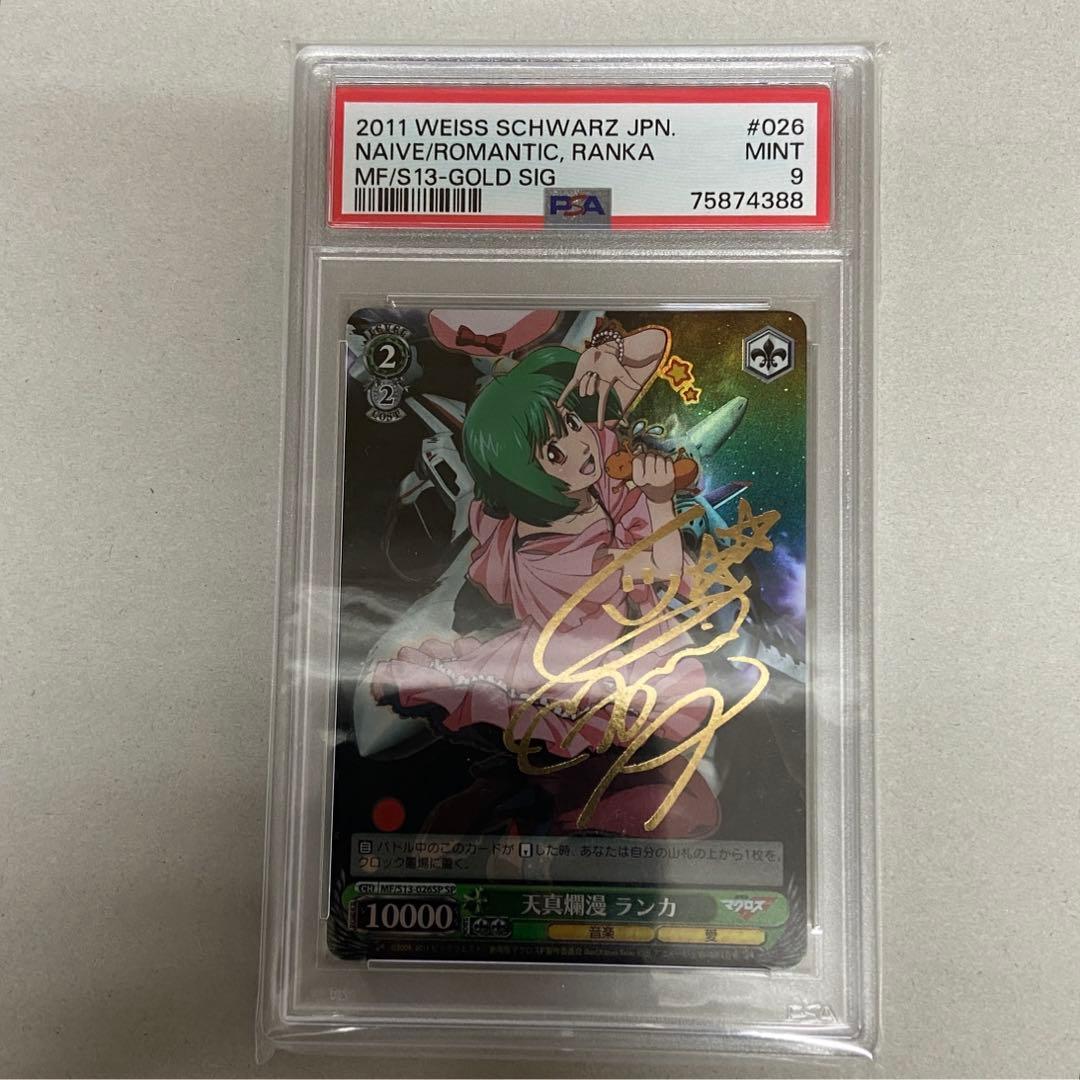 2011 WEISS SCHWARZ JPN. #026
NAIVE/ROMANTIC, RANKA MINT
MF/S13-GOLD SIG 9
PSA 75874388
2
2
COST
バトル中のこのカードが した時、あなたは自分の山札の上から1枚を、
クロック置場に置く。
CH MF/S13-026SP SP
10000 天真爛漫 ランカ マクロスF
音楽 愛
PSA